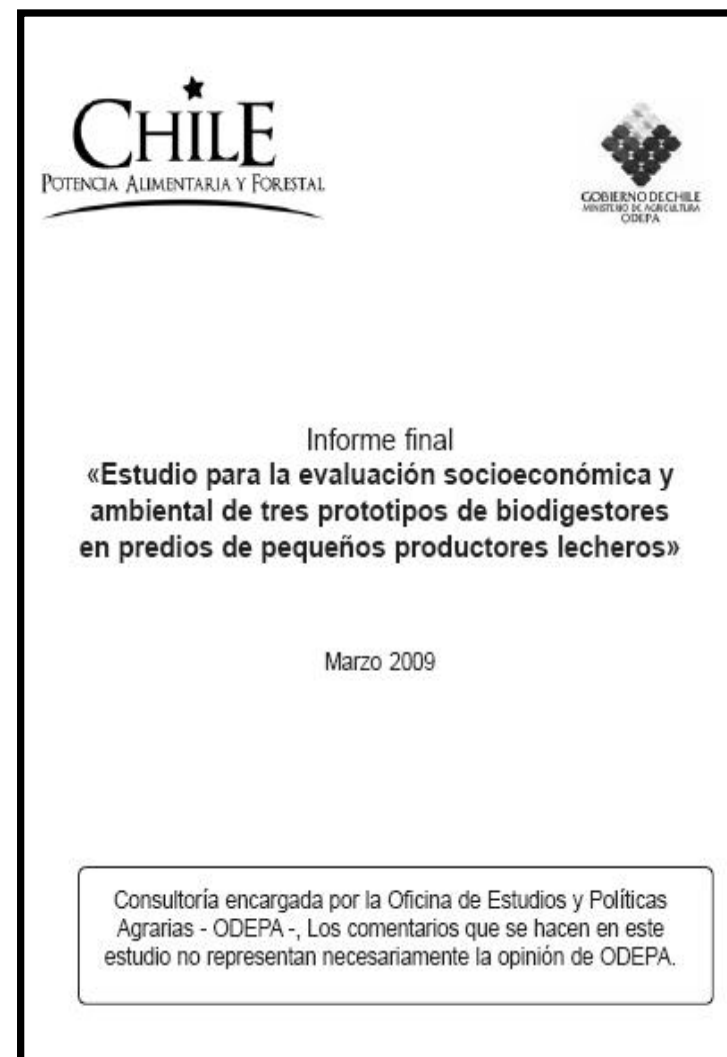 CHILE
POTENCIA ALIMENTARIA Y FORESTAL
GOBIERNO DE CHILE
MINISTERIO DE AGRICULTURA
ODEPA
Informe final
«Estudio para la evaluación socioeconómica y
ambiental de tres prototipos de biodigestores
en predios de pequeños productores lecheros»
Marzo 2009
Consultoría encargada por la Oficina de Estudios y Políticas
Agrarias - ODEPA -, Los comentarios que se hacen en este
estudio no representan necesariamente la opinión de ODEPA.